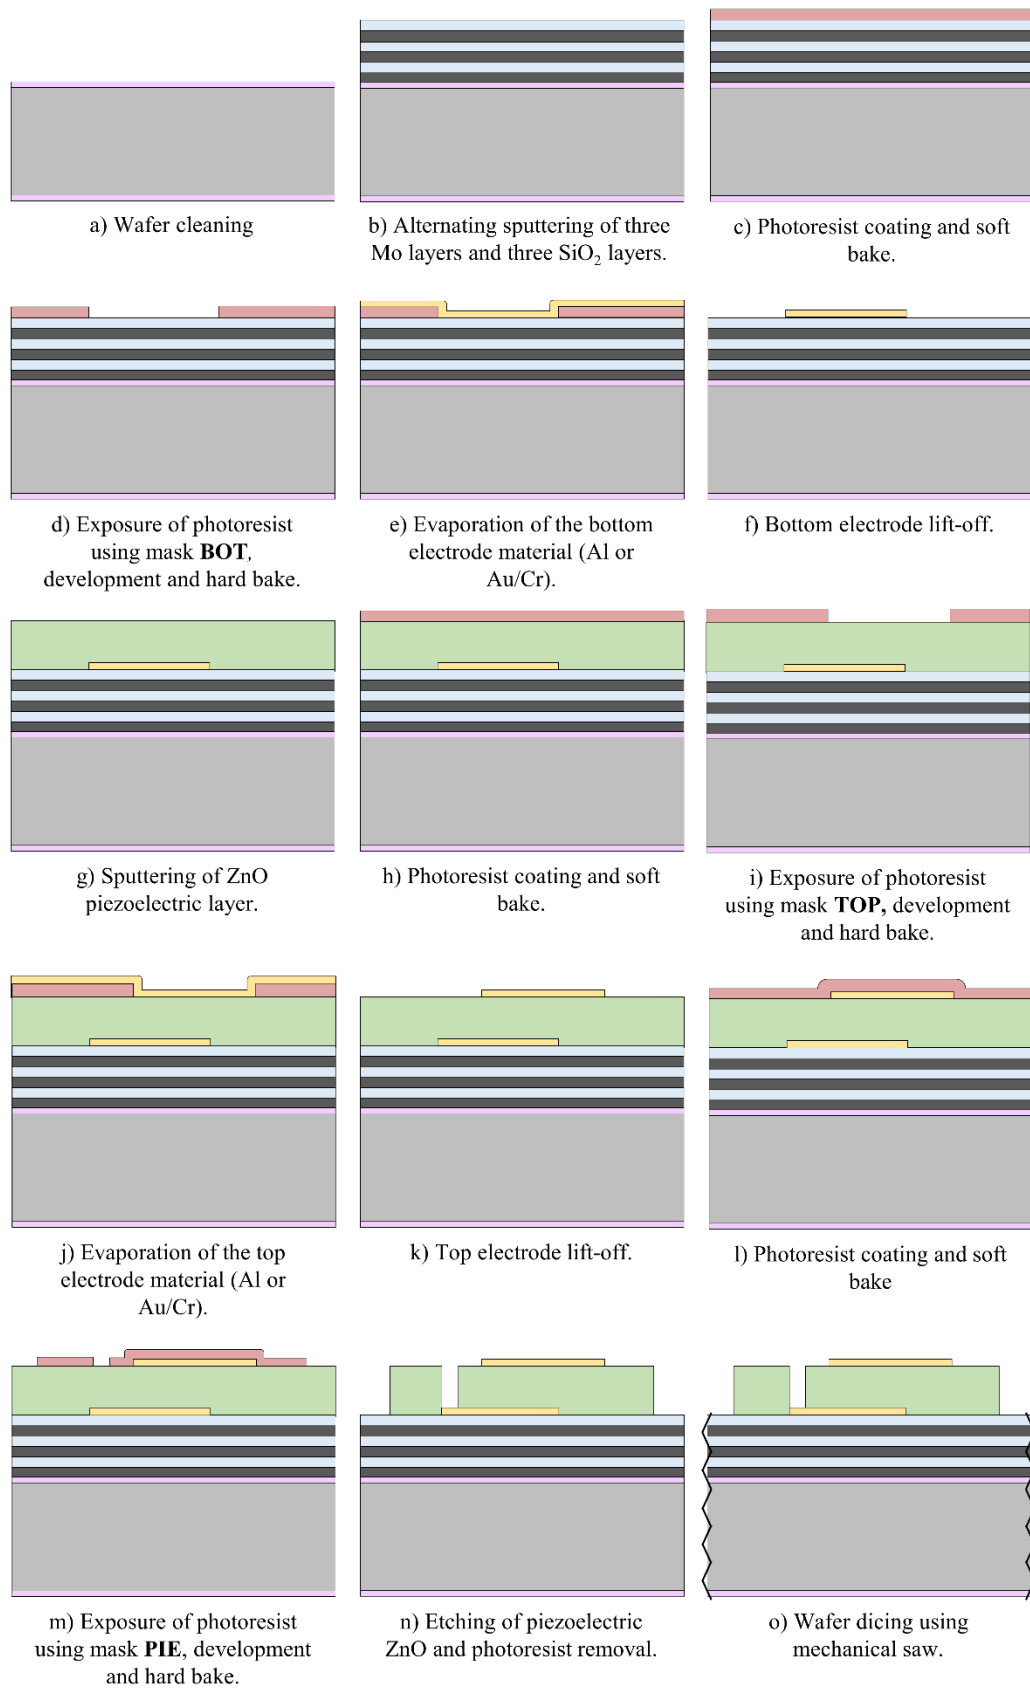 a) Wafer cleaning
b) Alternating sputtering of three
Mo layers and three SiO₂ layers.
c) Photoresist coating and soft
bake.
d) Exposure of photoresist
using mask BOT,
development and hard bake.
e) Evaporation of the bottom
electrode material (Al or
Au/Cr).
f) Bottom electrode lift-off.
g) Sputtering of ZnO
piezoelectric layer.
h) Photoresist coating and soft
bake.
i) Exposure of photoresist
using mask TOP, development
and hard bake.
j) Evaporation of the top
electrode material (Al or
Au/Cr).
k) Top electrode lift-off.
l) Photoresist coating and soft
bake
m) Exposure of photoresist
using mask PIE, development
and hard bake.
n) Etching of piezoelectric
ZnO and photoresist removal.
o) Wafer dicing using
mechanical saw.